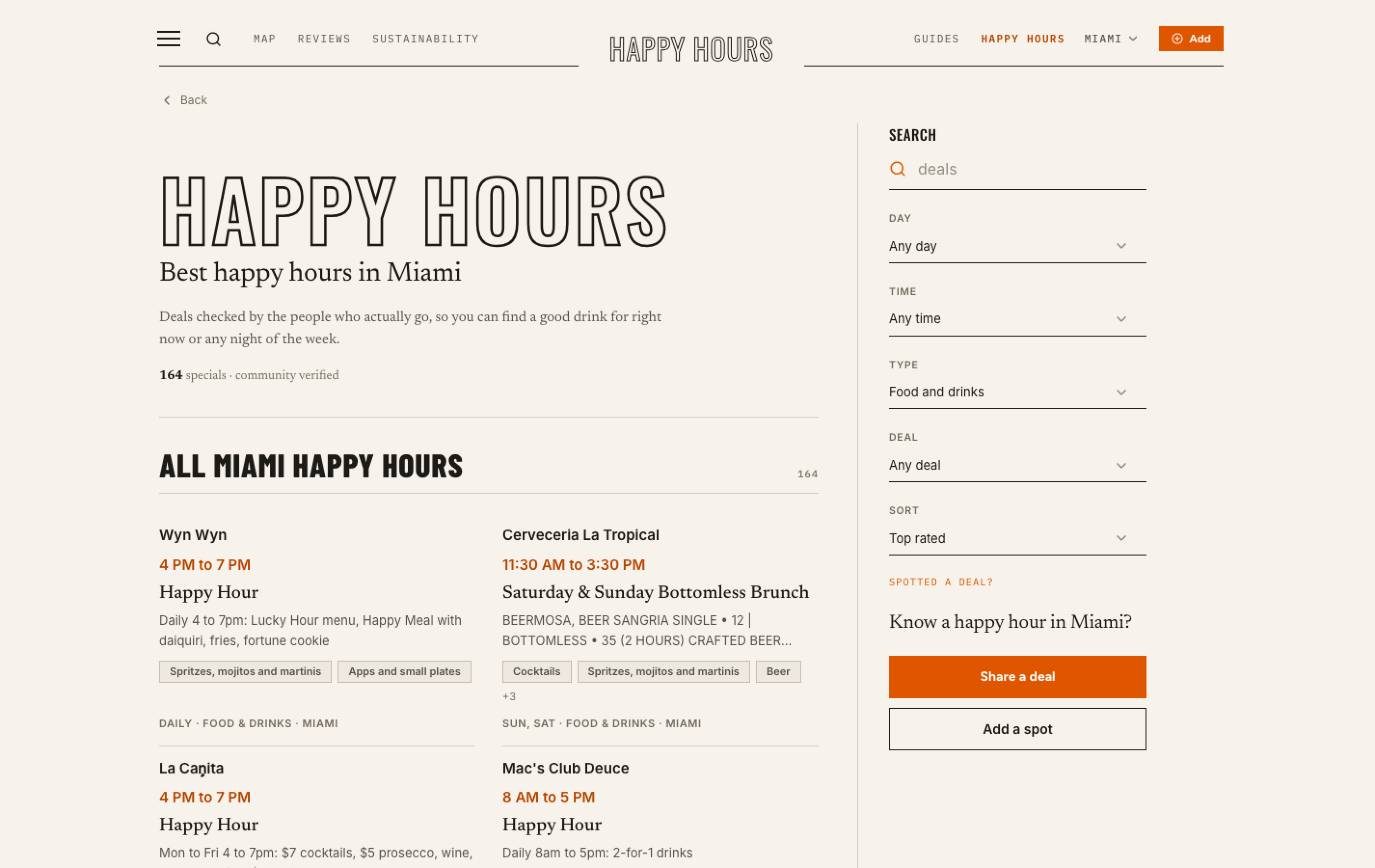 MAP REVIEWS SUSTAINABILITY
HAPPY HOURS
GUIDES HAPPY HOURS MIAMI Add
Back
HAPPY HOURS
Best happy hours in Miami
Deals checked by the people who actually go, so you can find a good drink for right
now or any night of the week.
164 specials · community verified
ALL MIAMI HAPPY HOURS
164
Wyn Wyn
4 PM to 7 PM
Happy Hour
Daily 4 to 7pm: Lucky Hour menu, Happy Meal with
daiquiri, fries, fortune cookie
Spritzes, mojitos and martinis Apps and small plates
DAILY · FOOD & DRINKS · MIAMI
Cerveceria La Tropical
11:30 AM to 3:30 PM
Saturday & Sunday Bottomless Brunch
BEERMOSA, BEER SANGRIA SINGLE • 12 |
BOTTOMLESS • 35 (2 HOURS) CRAFTED BEER...
Cocktails Spritzes, mojitos and martinis Beer
+3
SUN, SAT · FOOD & DRINKS · MIAMI
La Cañita
4 PM to 7 PM
Happy Hour
Mon to Fri 4 to 7pm: $7 cocktails, $5 prosecco, wine,
Mac's Club Deuce
8 AM to 5 PM
Happy Hour
Daily 8am to 5pm: 2-for-1 drinks
SEARCH
deals
DAY
Any day
TIME
Any time
TYPE
Food and drinks
DEAL
Any deal
SORT
Top rated
SPOTTED A DEAL?
Know a happy hour in Miami?
Share a deal
Add a spot